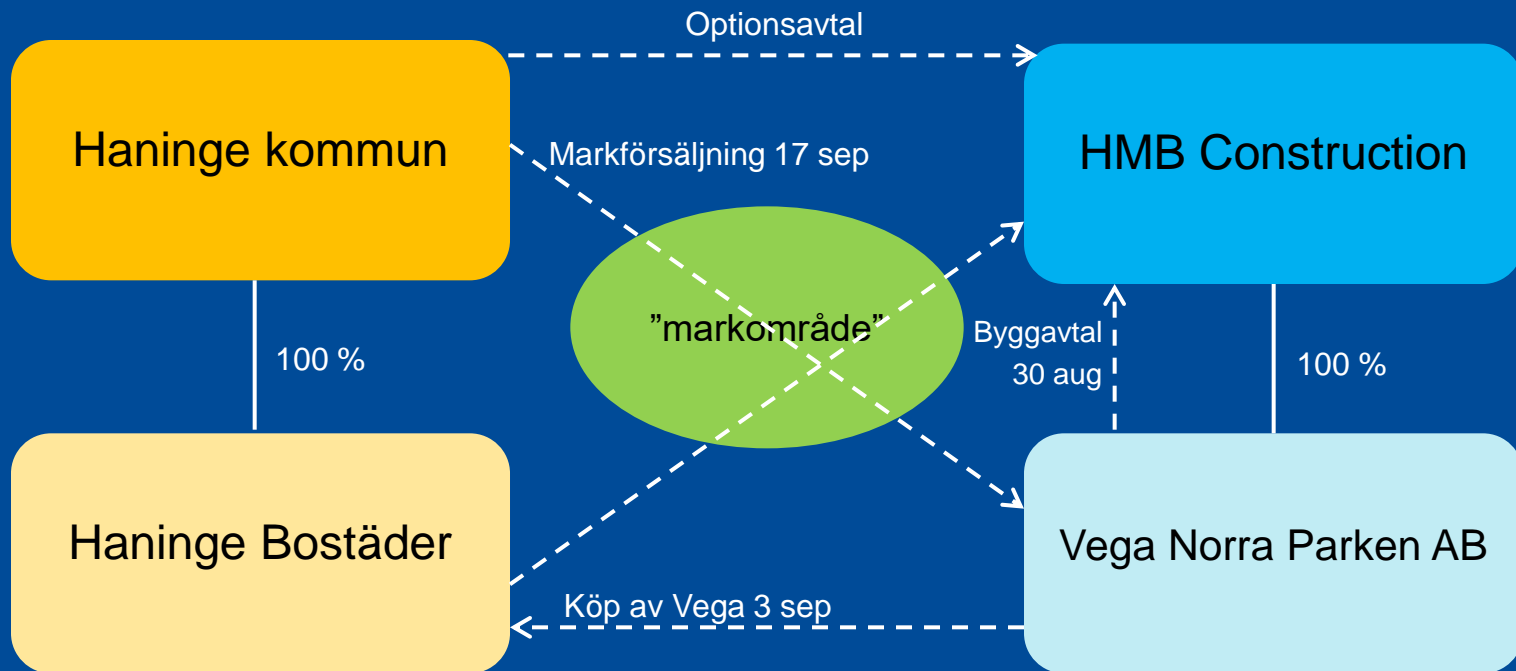 Optionsavtal
Haninge kommun
HMB Construction
Markförsäljning 17 sep
”markområde”
Byggavtal
30 aug
100 %
100 %
Haninge Bostäder
Vega Norra Parken AB
Köp av Vega 3 sep